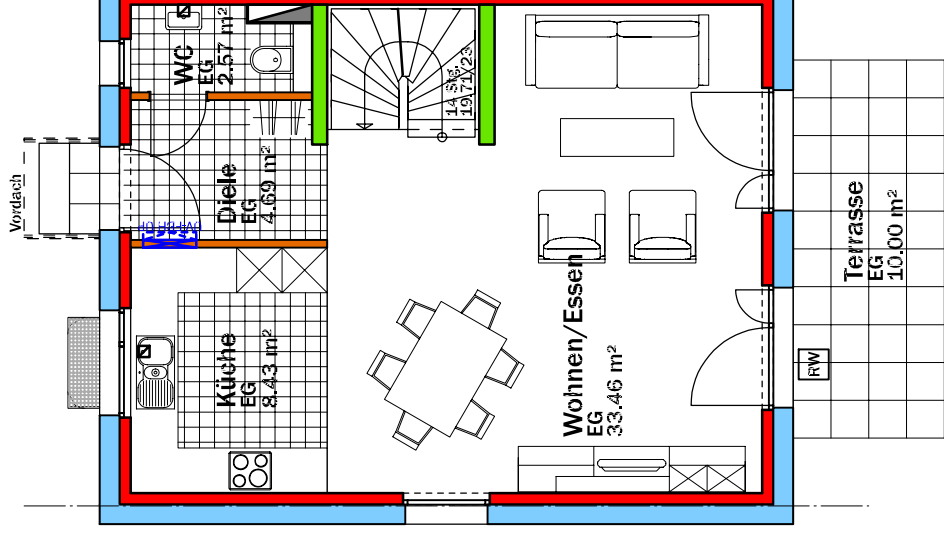 WC
EG
2.57 m²
14 Stg.
19.71/23
Vordach
Diele
EG
4.69 m²
Küche
EG
8.43 m²
Wohnen/Essen
EG
33.46 m²
Terrasse
EG
10.00 m²
RW